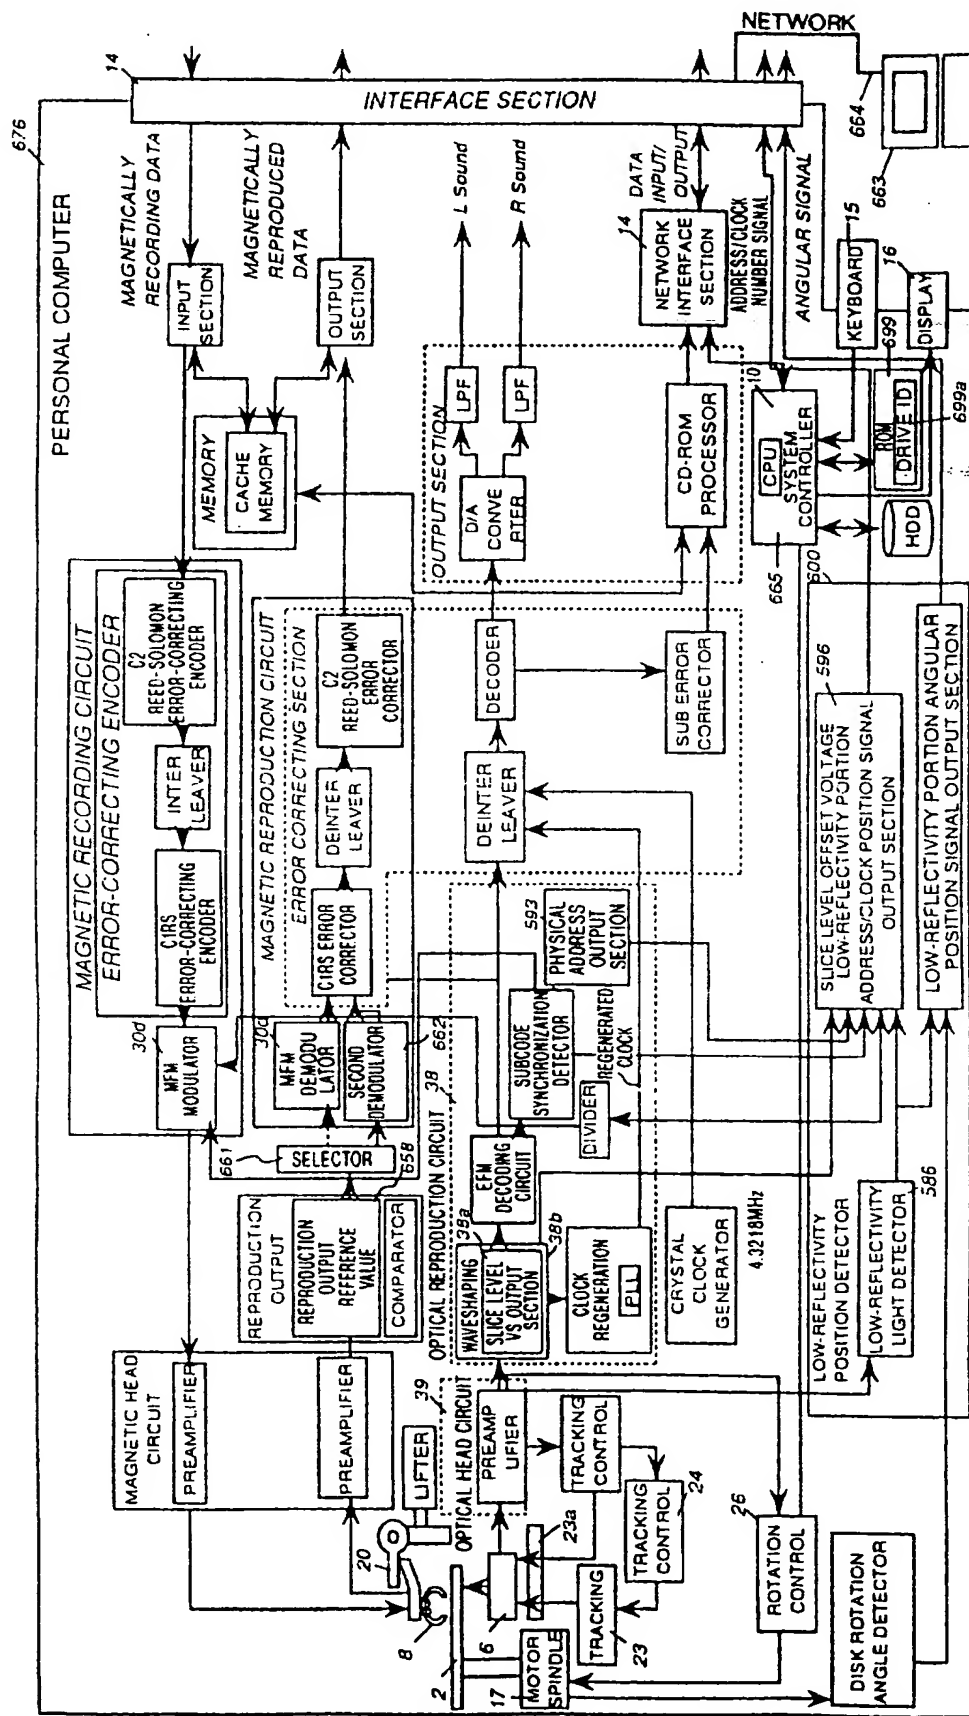 676
PERSONAL COMPUTER
NETWORK
14
INTERFACE SECTION
664
663
MAGNETICALLY
RECORDING DATA
MAGNETICALLY
REPRODUCED
DATA
L Sound
R Sound
DATA
INPUT/
OUTPUT
ADDRESS/CLOCK
NUMBER SIGNAL
ANGULAR SIGNAL
INPUT
SECTION
OUTPUT
SECTION
14
NETWORK
INTERFACE
SECTION
15
KEYBOARD
16
DISPLAY
MEMORY
CACHE
MEMORY
OUTPUT SECTION
LPF
LPF
D/A
CONVE
RTER
CD-ROM
PROCESSOR
10
CPU
SYSTEM
CONTROLLER
665
699
ROM
DRIVE ID
699a
HDD
600
MAGNETIC RECORDING CIRCUIT
ERROR-CORRECTING ENCODER
C2
REED-SOLOMON
ERROR-CORRECTING
ENCODER
INTER
LEAVER
C1RS
ERROR-CORRECTING
ENCODER
30d
MFM
MODULATOR
MAGNETIC REPRODUCTION CIRCUIT
ERROR CORRECTING SECTION
C2
REED-SOLOMON
ERROR
CORRECTOR
DEINTER
LEAVER
C1RS ERROR
CORRECTOR
30d
MFM
DEMODU
LATOR
SECOND
DEMODULATOR
662
DECODER
SUB ERROR
CORRECTOR
DEINTER
LEAVER
596
SLICE LEVEL OFFSET VOLTAGE
LOW-REFLECTIVITY PORTION
ADDRESS/CLOCK POSITION SIGNAL
OUTPUT SECTION
LOW-REFLECTIVITY PORTION ANGULAR
POSITION SIGNAL OUTPUT SECTION
593
PHYSICAL
ADDRESS
OUTPUT
SECTION
SUBCODE
SYNCHRONIZATION
DETECTOR
REGENERATED
CLOCK
DIVIDER
38
EFM
DECODING
CIRCUIT
OPTICAL REPRODUCTION CIRCUIT
38a
WAVESHAPING
SLICE LEVEL
VS OUTPUT
SECTION
38b
CLOCK
REGENERATION
PLL
CRYSTAL
CLOCK
GENERATOR
4.3218MHz
661
SELECTOR
658
REPRODUCTION
OUTPUT
REPRODUCTION
OUTPUT
REFERENCE
VALUE
COMPARATOR
LOW-REFLECTIVITY
POSITION DETECTOR
LOW-REFLECTIVITY
LIGHT DETECTOR
586
MAGNETIC HEAD
CIRCUIT
PREAMPLIFIER
PREAMPLIFIER
LIFTER
20
8
OPTICAL HEAD CIRCUIT
39
PREAMP
LIFIER
TRACKING
CONTROL
TRACKING
CONTROL
24
23a
6
TRACKING
23
2
17
MOTOR
SPINDLE
26
ROTATION
CONTROL
DISK ROTATION
ANGLE DETECTOR